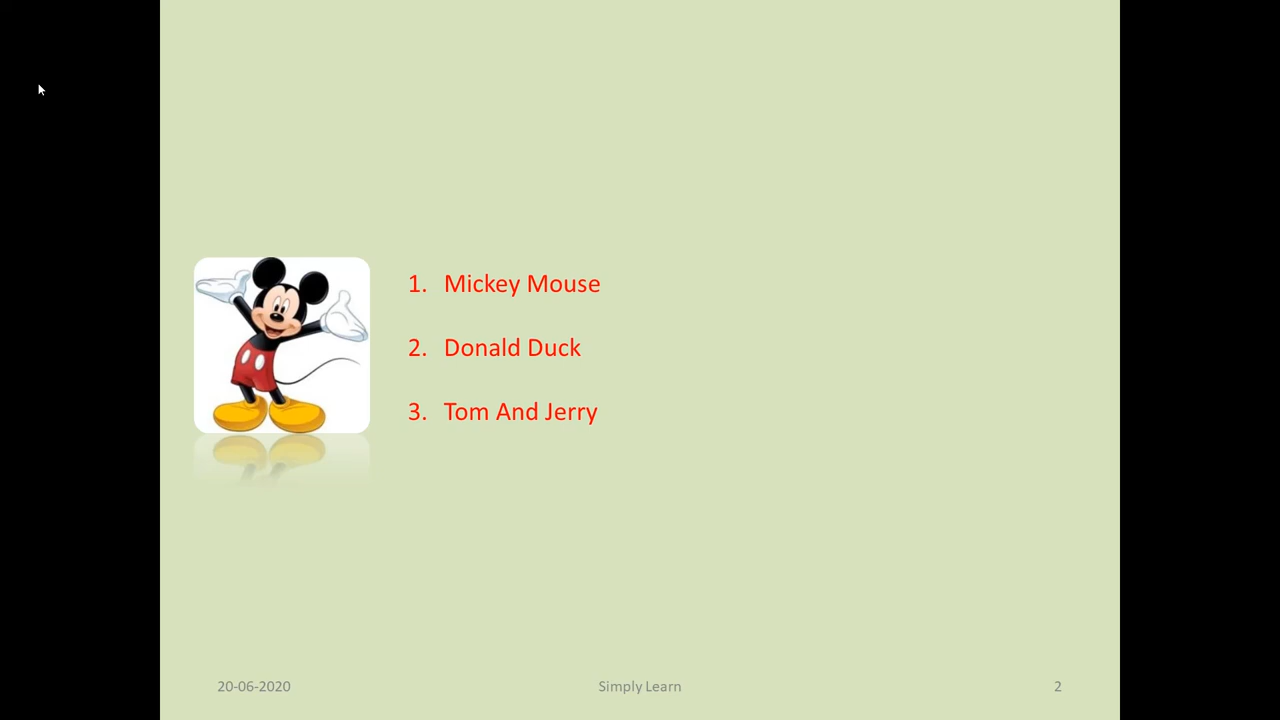 1. Mickey Mouse
2. Donald Duck
3. Tom And Jerry
20-06-2020
Simply Learn
2